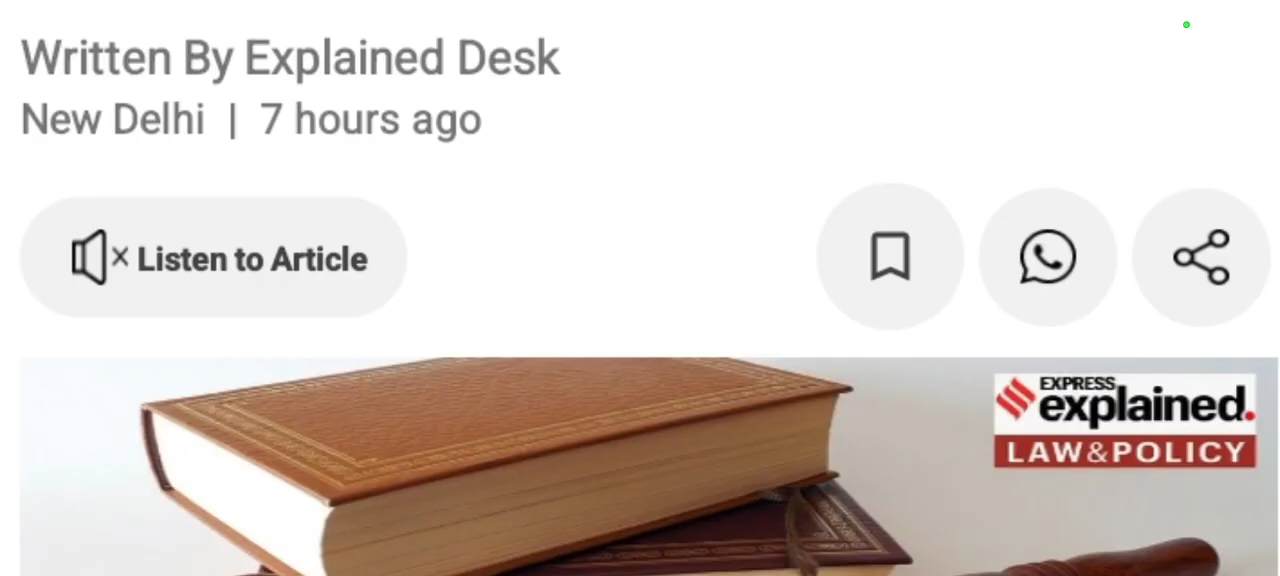 Written By Explained Desk
New Delhi | 7 hours ago
Listen to Article
EXPRESS
explained.
LAW&POLICY